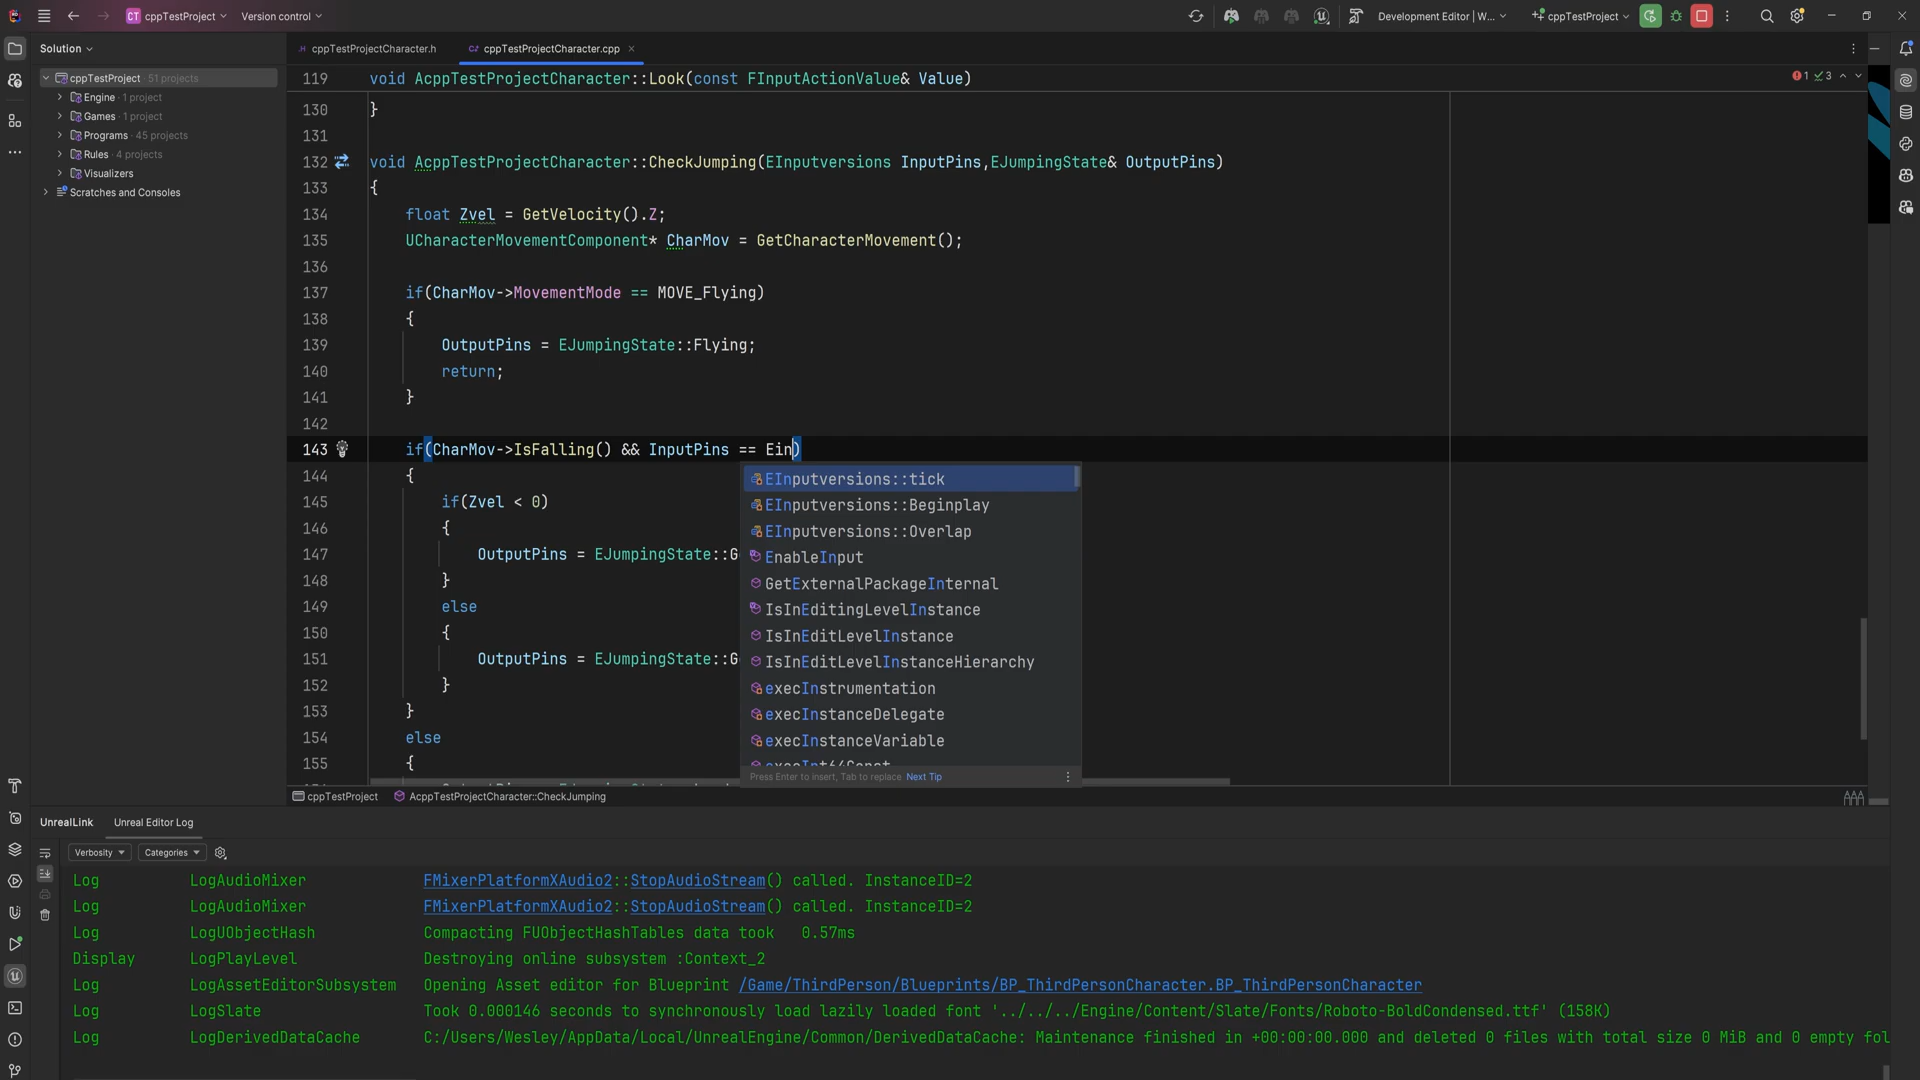 CT cppTestProject
Version control
Development Editor | W...
cppTestProject
Solution
cppTestProjectCharacter.h
cppTestProjectCharacter.cpp
cppTestProject · 51 projects
Engine · 1 project
Games · 1 project
Programs · 45 projects
Rules · 4 projects
Visualizers
Scratches and Consoles
119 void AcppTestProjectCharacter::Look(const FInputActionValue& Value)
1 3
130 }
131
132 void AcppTestProjectCharacter::CheckJumping(EInputversions InputPins,EJumpingState& OutputPins)
133 {
134 float Zvel = GetVelocity().Z;
135 UCharacterMovementComponent* CharMov = GetCharacterMovement();
136
137 if(CharMov->MovementMode == MOVE_Flying)
138 {
139 OutputPins = EJumpingState::Flying;
140 return;
141 }
142
143 if(CharMov->IsFalling() && InputPins == Ein)
144 {
145 if(Zvel < 0)
146 {
147 OutputPins = EJumpingState::G
148 }
149 else
150 {
151 OutputPins = EJumpingState::G
152 }
153 }
154 else
155 {
EInputversions::tick
EInputversions::Beginplay
EInputversions::Overlap
EnableInput
GetExternalPackageInternal
IsInEditingLevelInstance
IsInEditLevelInstance
IsInEditLevelInstanceHierarchy
execInstrumentation
execInstanceDelegate
execInstanceVariable
execInt64Const
Press Enter to insert, Tab to replace Next Tip
cppTestProject AcppTestProjectCharacter::CheckJumping
UnrealLink
Unreal Editor Log
Verbosity
Categories
Log LogAudioMixer FMixerPlatformXAudio2::StopAudioStream() called. InstanceID=2
Log LogAudioMixer FMixerPlatformXAudio2::StopAudioStream() called. InstanceID=2
Log LogUObjectHash Compacting FUObjectHashTables data took 0.57ms
Display LogPlayLevel Destroying online subsystem :Context_2
Log LogAssetEditorSubsystem Opening Asset editor for Blueprint /Game/ThirdPerson/Blueprints/BP_ThirdPersonCharacter.BP_ThirdPersonCharacter
Log LogSlate Took 0.000146 seconds to synchronously load lazily loaded font '../../../Engine/Content/Slate/Fonts/Roboto-BoldCondensed.ttf' (158K)
Log LogDerivedDataCache C:/Users/Wesley/AppData/Local/UnrealEngine/Common/DerivedDataCache: Maintenance finished in +00:00:00.000 and deleted 0 files with total size 0 MiB and 0 empty fol